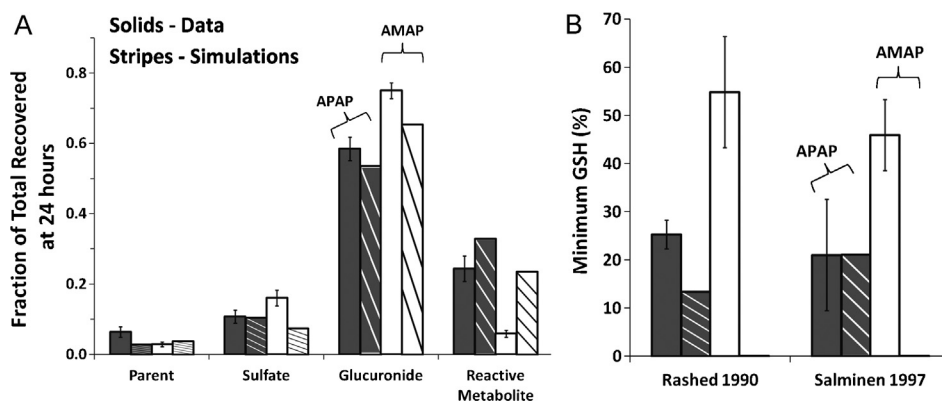 A
Solids - Data
Stripes - Simulations
AMAP
APAP
Fraction of Total Recovered
at 24 hours
0.8
0.6
0.4
0.2
0.0
Parent
Sulfate
Glucuronide
Reactive
Metabolite
B
AMAP
APAP
Minimum GSH (%)
70
60
50
40
30
20
10
0
Rashed 1990
Salminen 1997